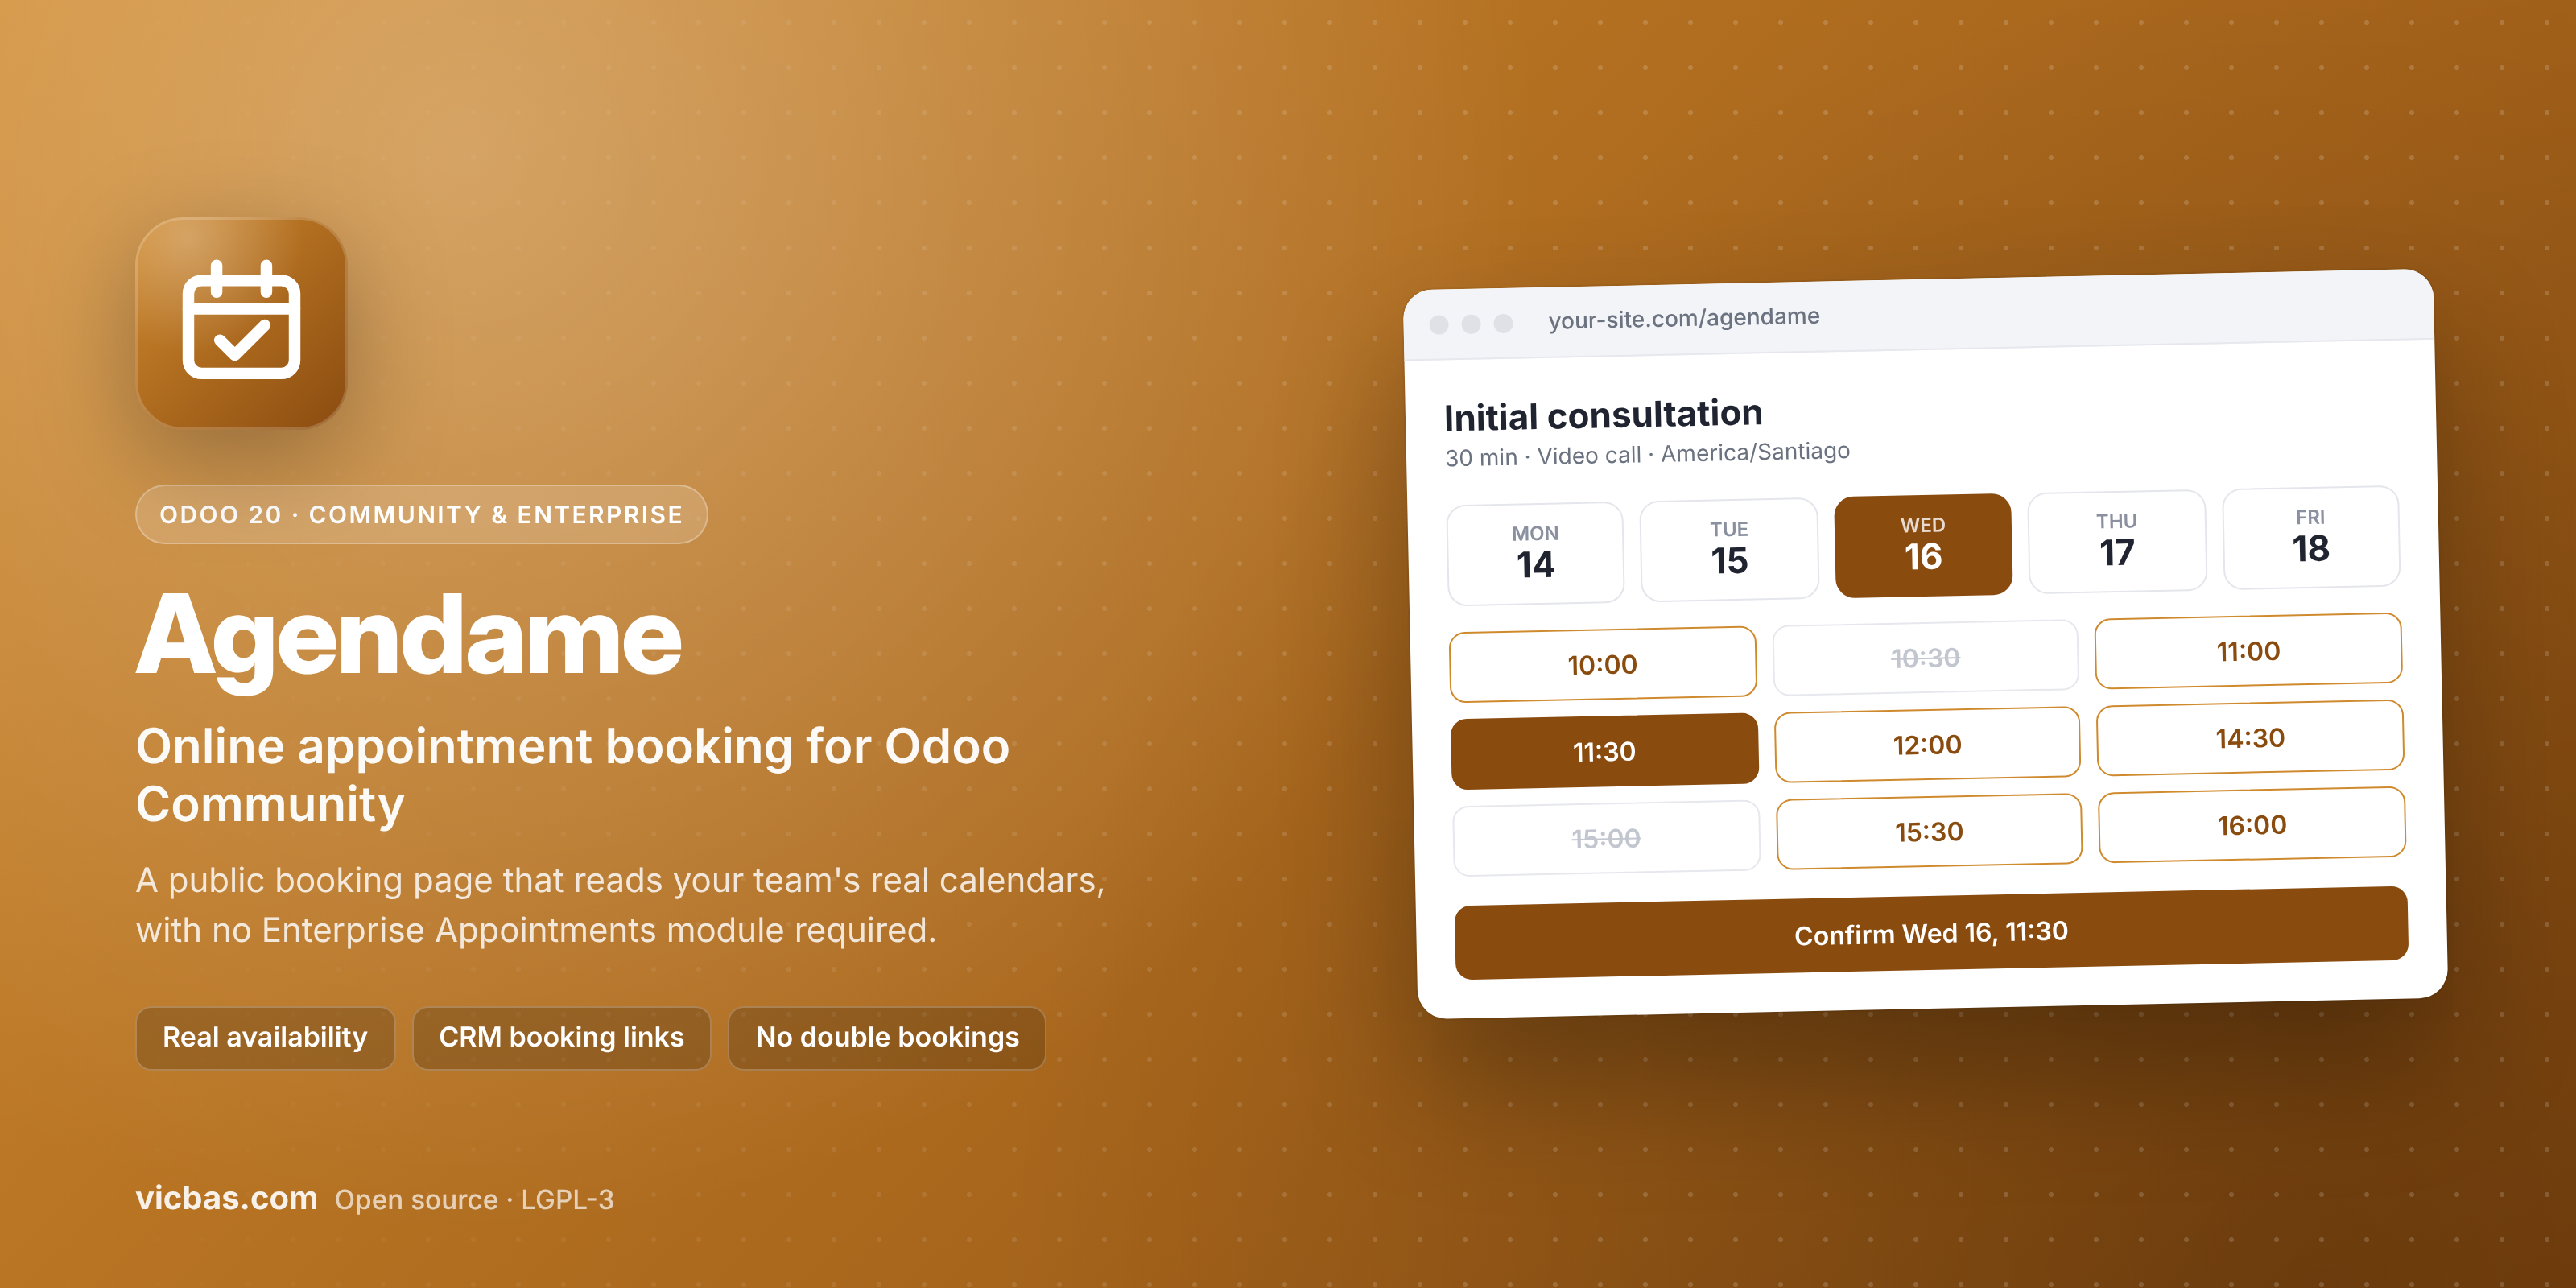 ODOO 20 · COMMUNITY & ENTERPRISE
Agendame
Online appointment booking for Odoo
Community
A public booking page that reads your team's real calendars,
with no Enterprise Appointments module required.
Real availability
CRM booking links
No double bookings
vicbas.com Open source · LGPL-3
your-site.com/agendame
Initial consultation
30 min · Video call · America/Santiago
MON TUE WED THU FRI
14 15 16 17 18
10:00 10:30 11:00
11:30 12:00 14:30
15:00 15:30 16:00
Confirm Wed 16, 11:30